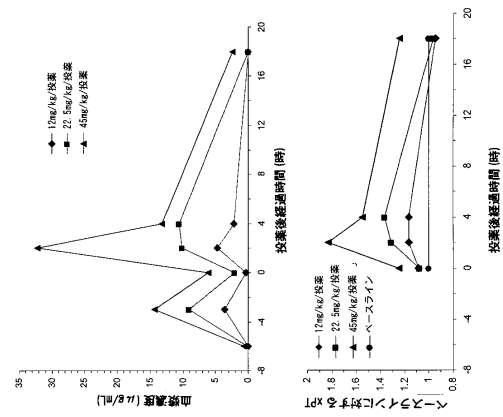 35
30
25
20
15
10
5
0
血漿濃度 (μg/mL)
-8
-4
0
4
8
12
16
20
投薬後経過時間 (時)
12mg/kg/投薬
22.5mg/kg/投薬
45mg/kg/投薬
2
1.8
1.6
1.4
1.2
1
0.8
ベースラインに対する xPT
-8
-4
0
4
8
12
16
20
投薬後経過時間 (時)
12mg/kg/投薬
22.5mg/kg/投薬
45mg/kg/投薬
ベースライン